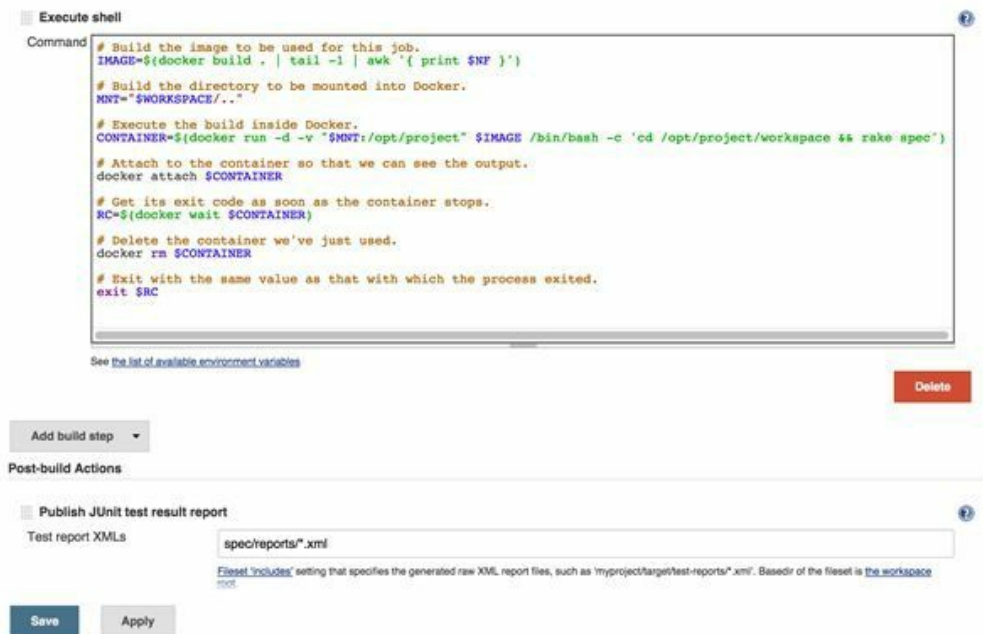 Execute shell
Command
# Build the image to be used for this job.
IMAGE=$(docker build . | tail -1 | awk '{ print $NF }')
# Build the directory to be mounted into Docker.
MNT="$WORKSPACE/.."
# Execute the build inside Docker.
CONTAINER=$(docker run -d -v "$MNT:/opt/project" $IMAGE /bin/bash -c 'cd /opt/project/workspace && rake spec')
# Attach to the container so that we can see the output.
docker attach $CONTAINER
# Get its exit code as soon as the container stops.
RC=$(docker wait $CONTAINER)
# Delete the container we've just used.
docker rm $CONTAINER
# Exit with the same value as that with which the process exited.
exit $RC
See the list of available environment variables
Delete
Add build step
Post-build Actions
Publish JUnit test result report
Test report XMLs
spec/reports/*.xml
Fileset 'includes' setting that specifies the generated raw XML report files, such as 'myproject/target/test-reports/*.xml'. Basedir of the fileset is the workspace
root.
Save
Apply